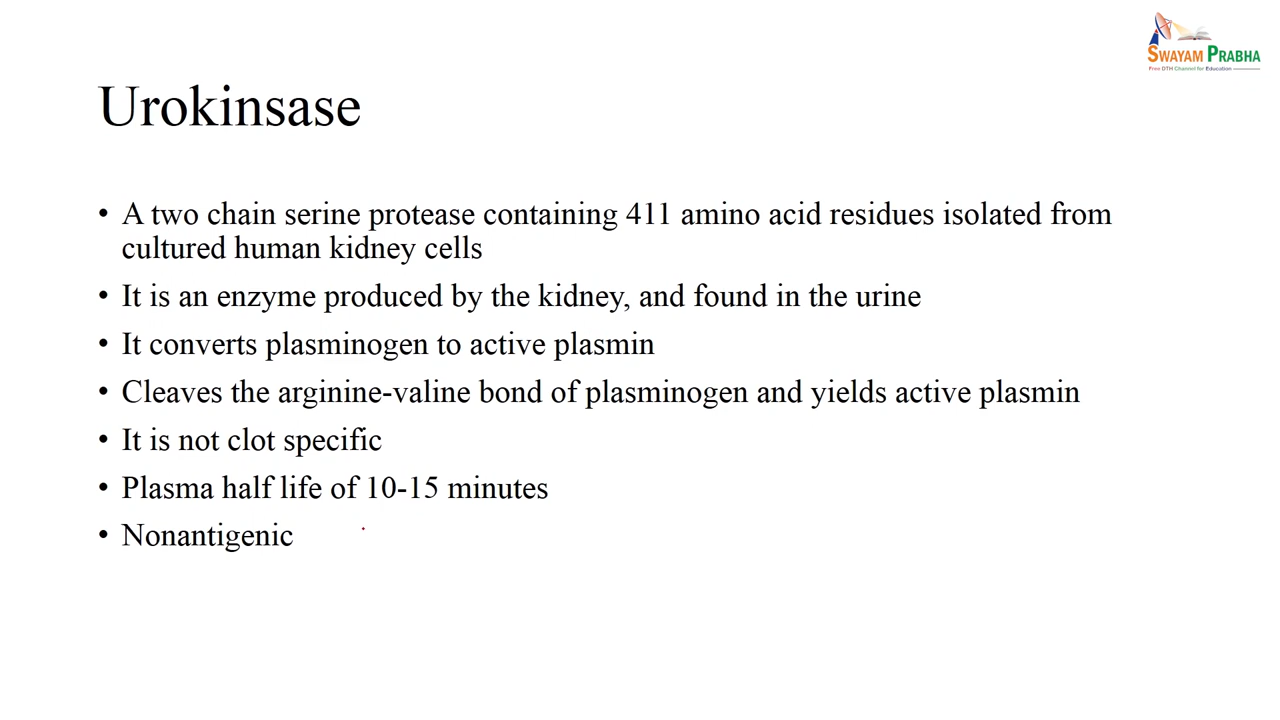 SWAYAM PRABHA
Free DTH Channel for Education
Urokinsase
• A two chain serine protease containing 411 amino acid residues isolated from
cultured human kidney cells
• It is an enzyme produced by the kidney, and found in the urine
• It converts plasminogen to active plasmin
• Cleaves the arginine-valine bond of plasminogen and yields active plasmin
• It is not clot specific
• Plasma half life of 10-15 minutes
• Nonantigenic